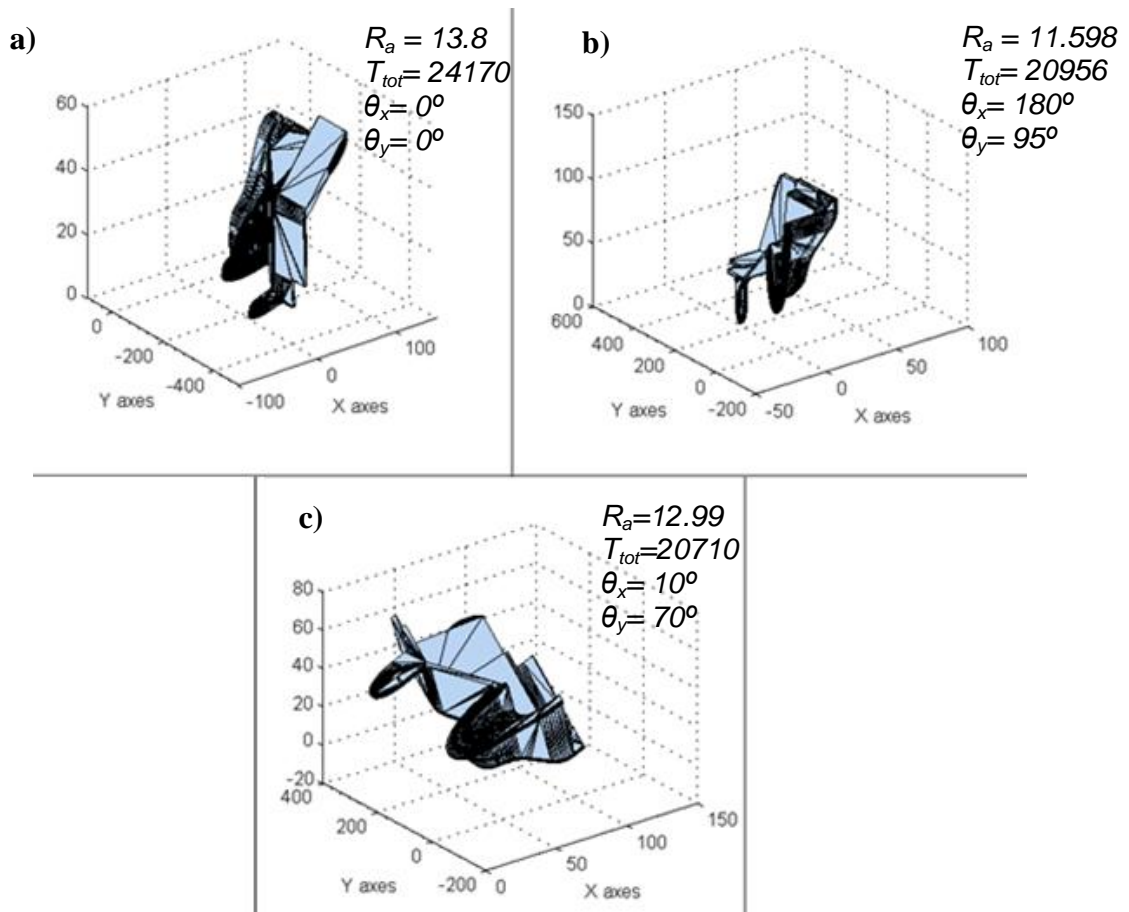 a)
R_a = 13.8
T_tot= 24170
θ_x= 0º
θ_y= 0º
60
40
20
0
0
-200
-400
-100
0
100
Y axes
X axes
b)
R_a = 11.598
T_tot= 20956
θ_x= 180º
θ_y= 95º
150
100
50
0
600
400
200
0
-200
-50
0
50
100
Y axes
X axes
c)
R_a=12.99
T_tot=20710
θ_x= 10º
θ_y= 70º
80
60
40
20
0
-20
400
200
0
-200
0
50
100
150
Y axes
X axes